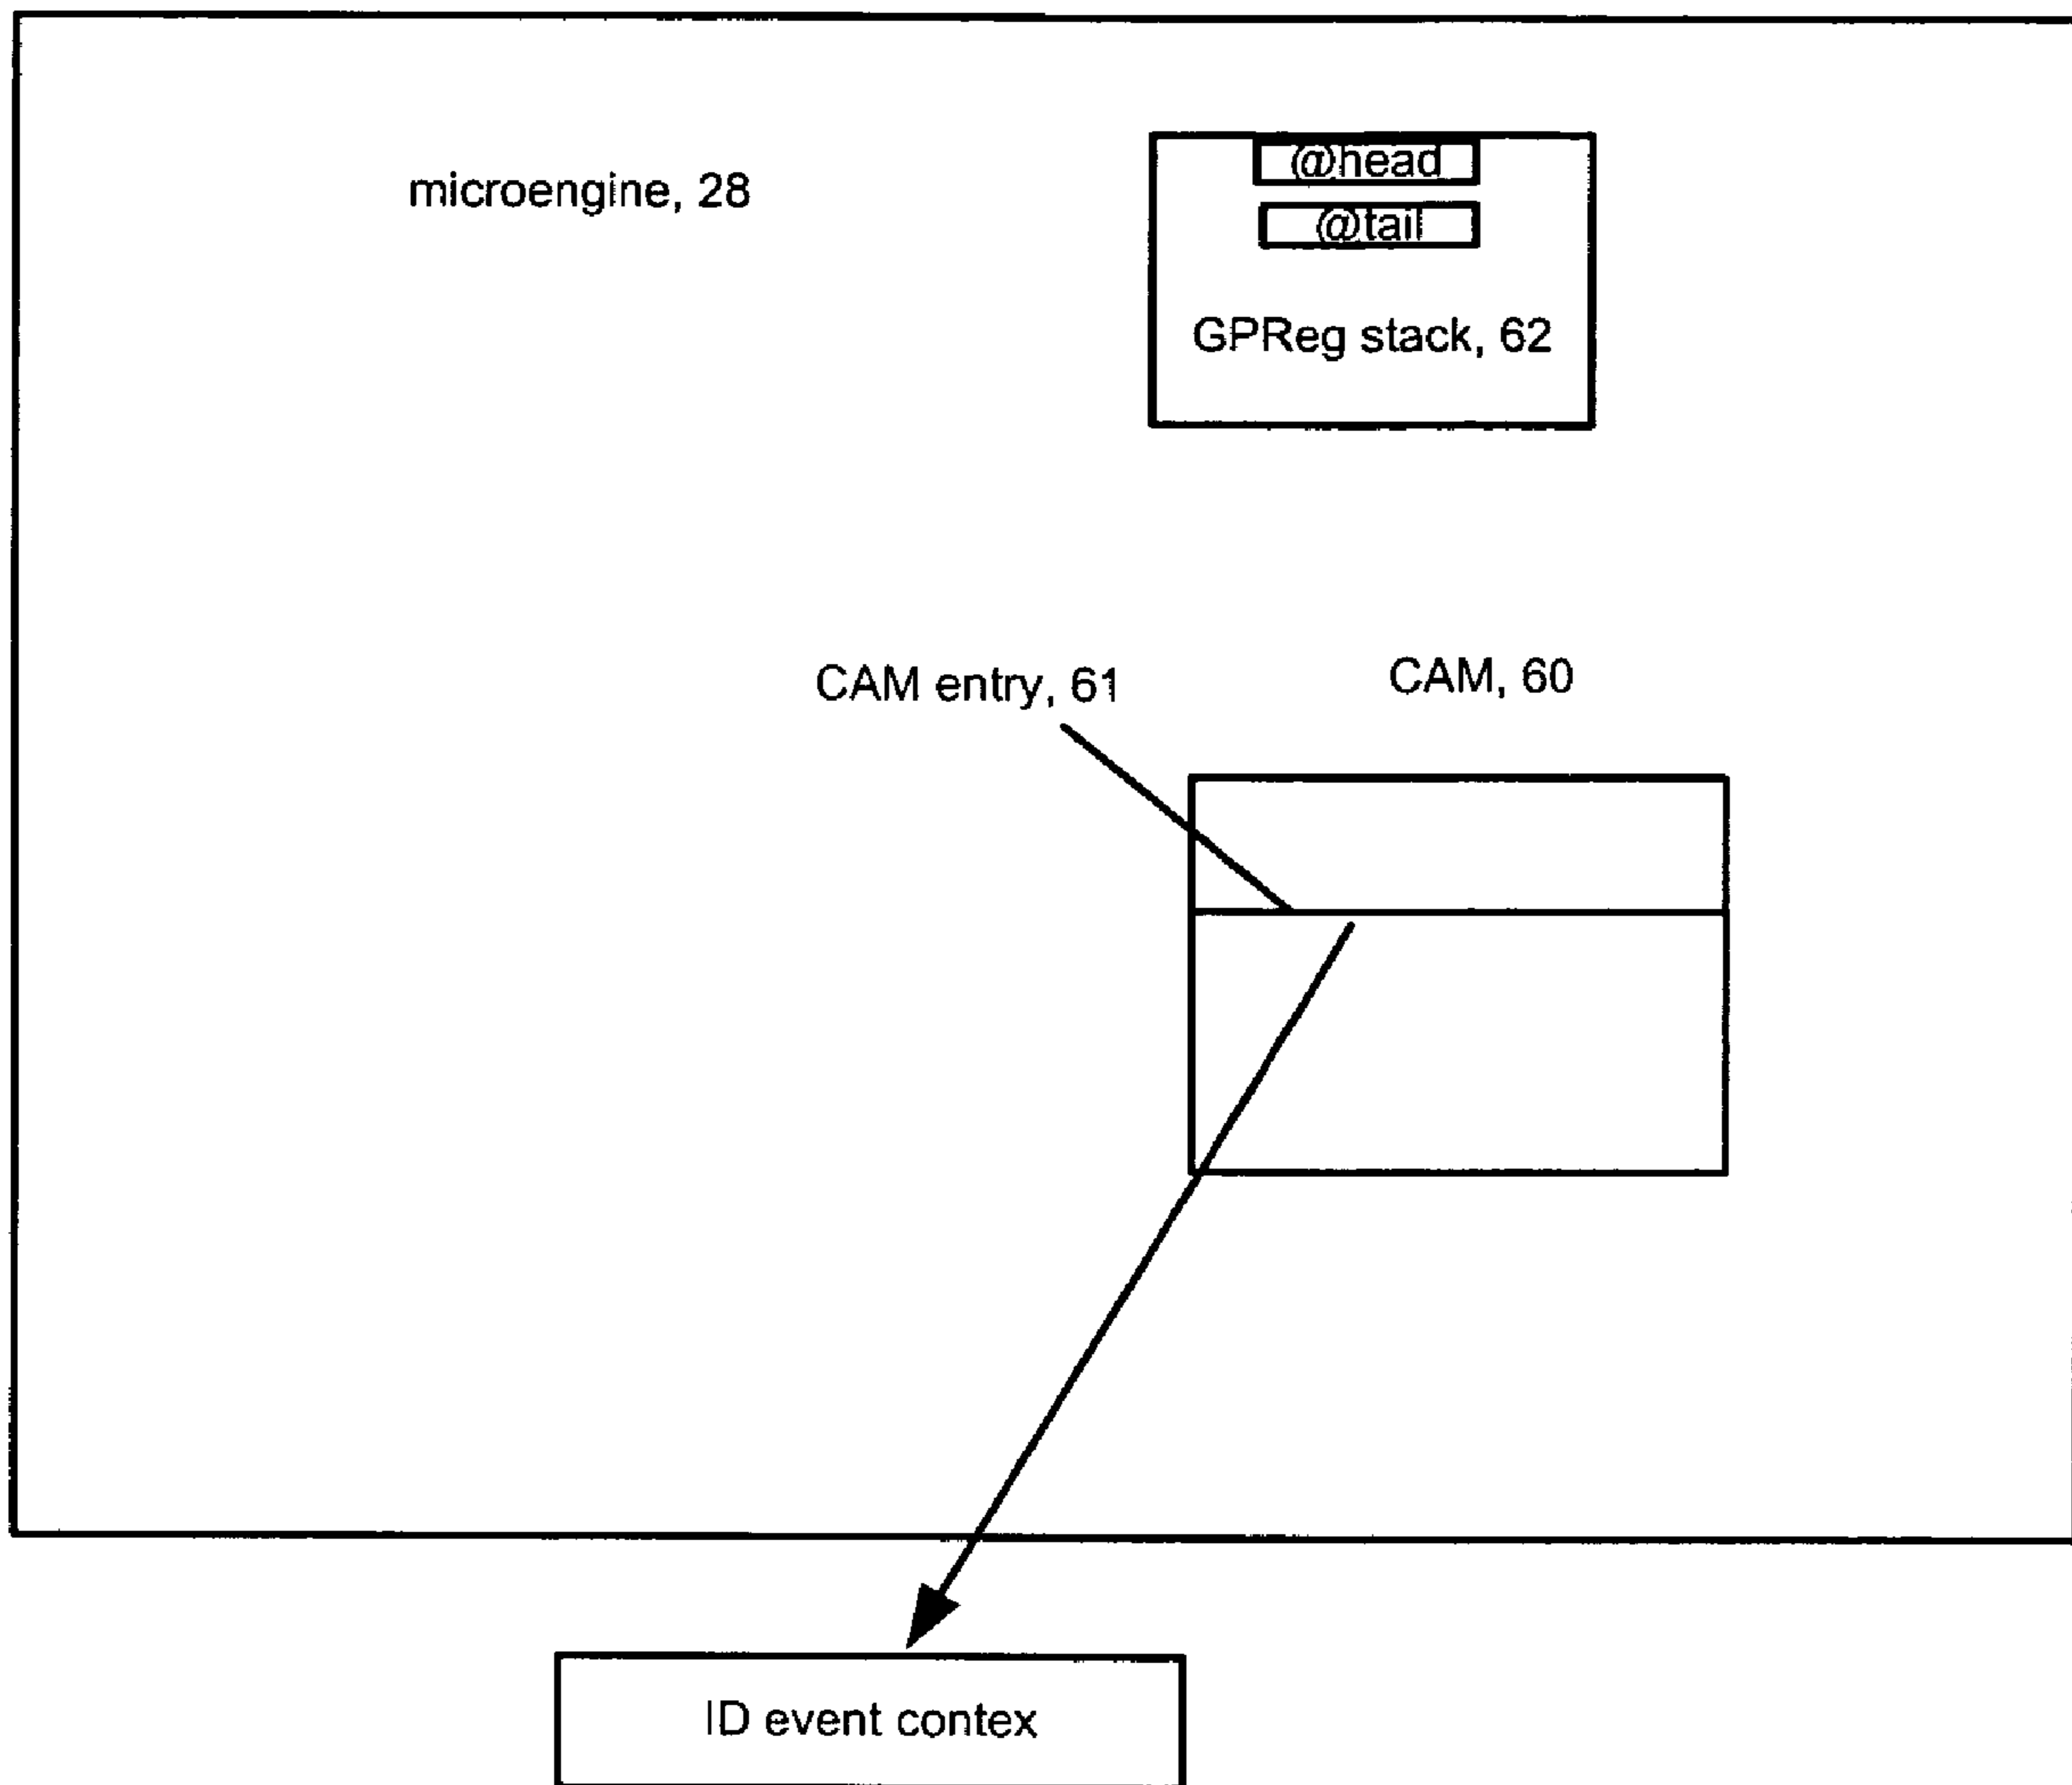 microengine, 28
@head
@tail
GPReg stack, 62
CAM entry, 61
CAM, 60
ID event contex